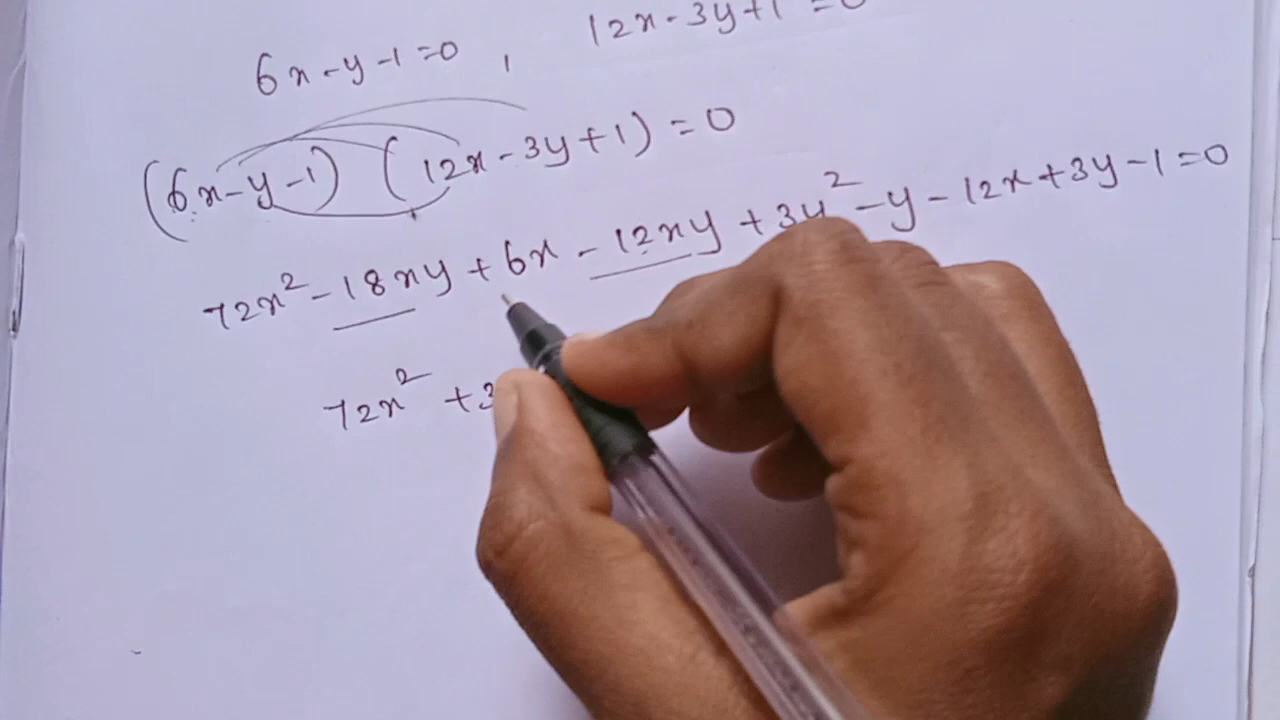 6x-y-1=0 , 12x-3y+1=0
(6x-y-1) (12x-3y+1)=0
72x²-18xy+6x-12xy+3y²-y-12x+3y-1=0
72x²+3